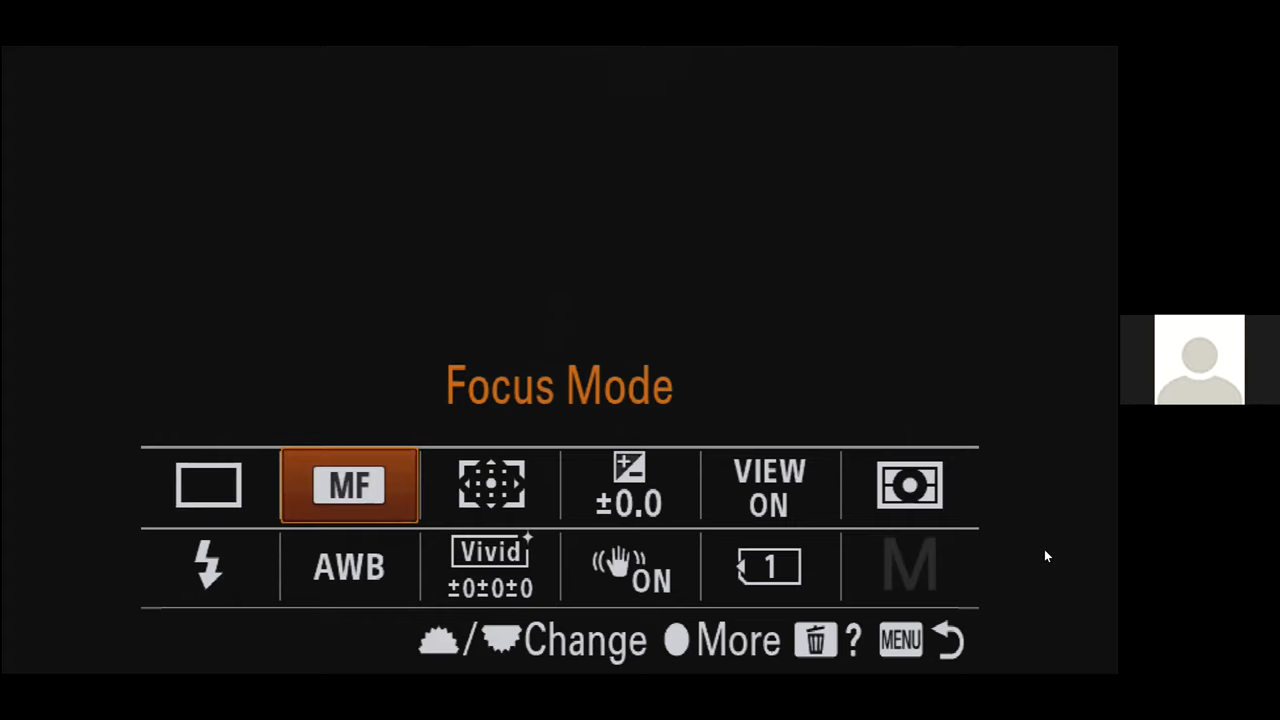 Focus Mode
MF
±0.0
VIEW
ON
AWB
Vivid
±0±0±0
ON
1
M
/ Change More ? MENU